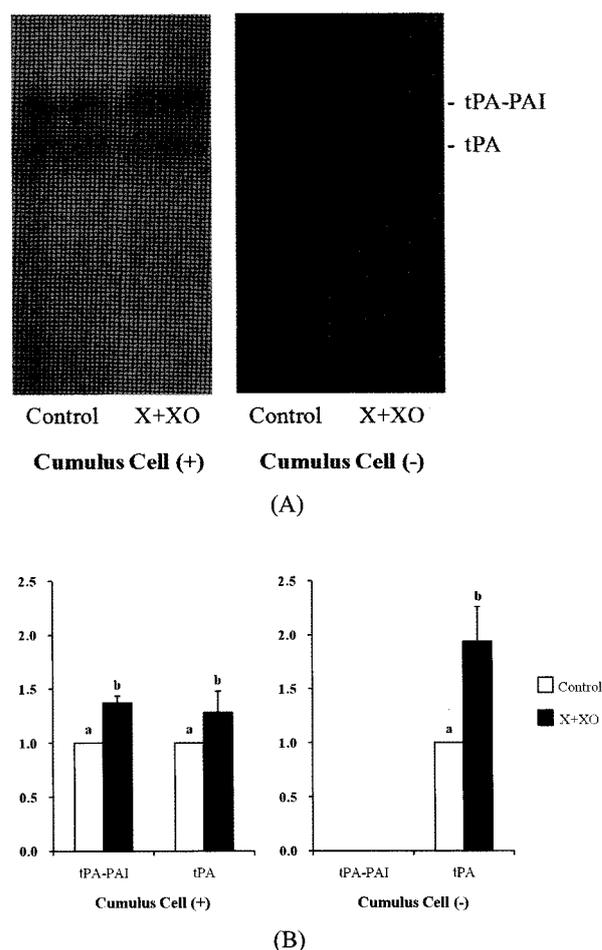 - tPA-PAI
- tPA
Control X+XO Control X+XO
Cumulus Cell (+) Cumulus Cell (-)
(A)
2.5
2.0
1.5
1.0
0.5
0.0
b
a
b
a
tPA-PAI tPA
Cumulus Cell (+)
2.5
2.0
1.5
1.0
0.5
0.0
b
a
tPA-PAI tPA
Cumulus Cell (-)
Control
X+XO
(B)